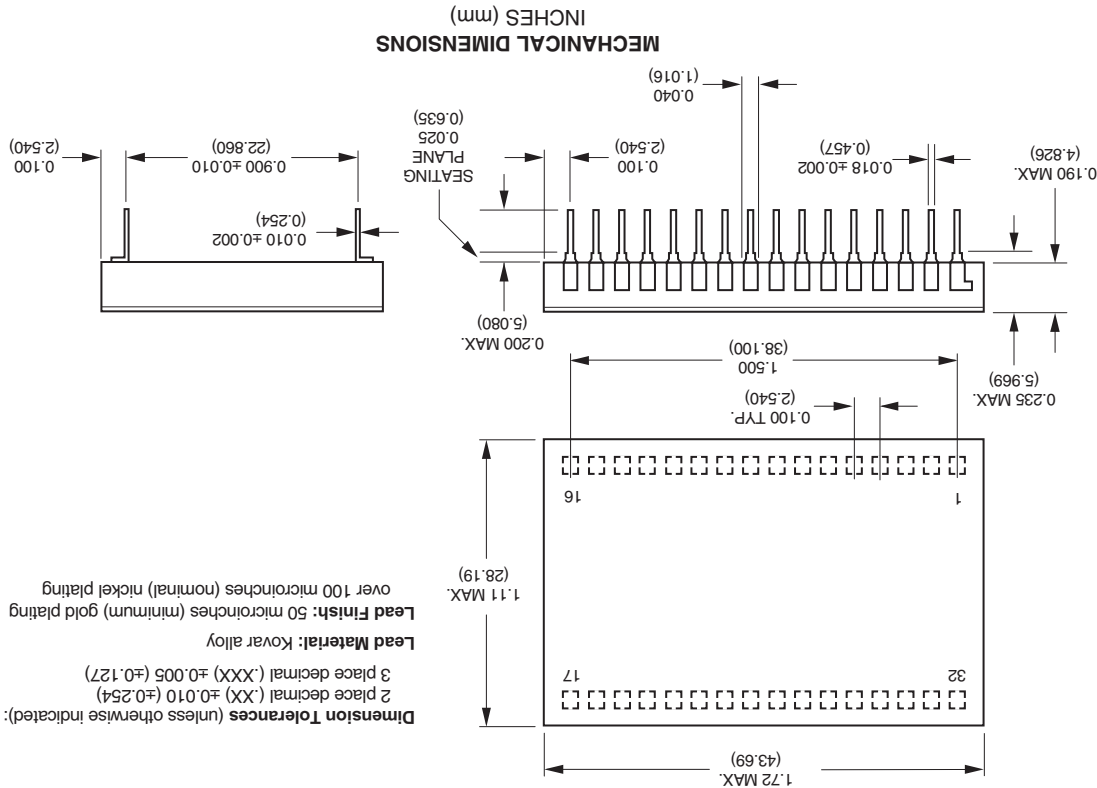 1.72 MAX.
(43.69)
32
17
1.11 MAX.
(28.19)
1
16
Dimension Tolerances (unless otherwise indicated):
2 place decimal (.XX) ±0.010 (±0.254)
3 place decimal (.XXX) ±0.005 (±0.127)
Lead Material: Kovar alloy
Lead Finish: 50 microinches (minimum) gold plating
over 100 microinches (nominal) nickel plating
0.100 TYP.
(2.540)
1.500
(38.100)
0.235 MAX.
(5.969)
0.200 MAX.
(5.080)
0.190 MAX.
(4.826)
0.018 ±0.002
(0.457)
0.040
(1.016)
0.100
(2.540)
SEATING
PLANE
0.025
(0.635)
0.010 ±0.002
(0.254)
0.900 ±0.010
(22.860)
0.100
(2.540)
MECHANICAL DIMENSIONS
INCHES (mm)